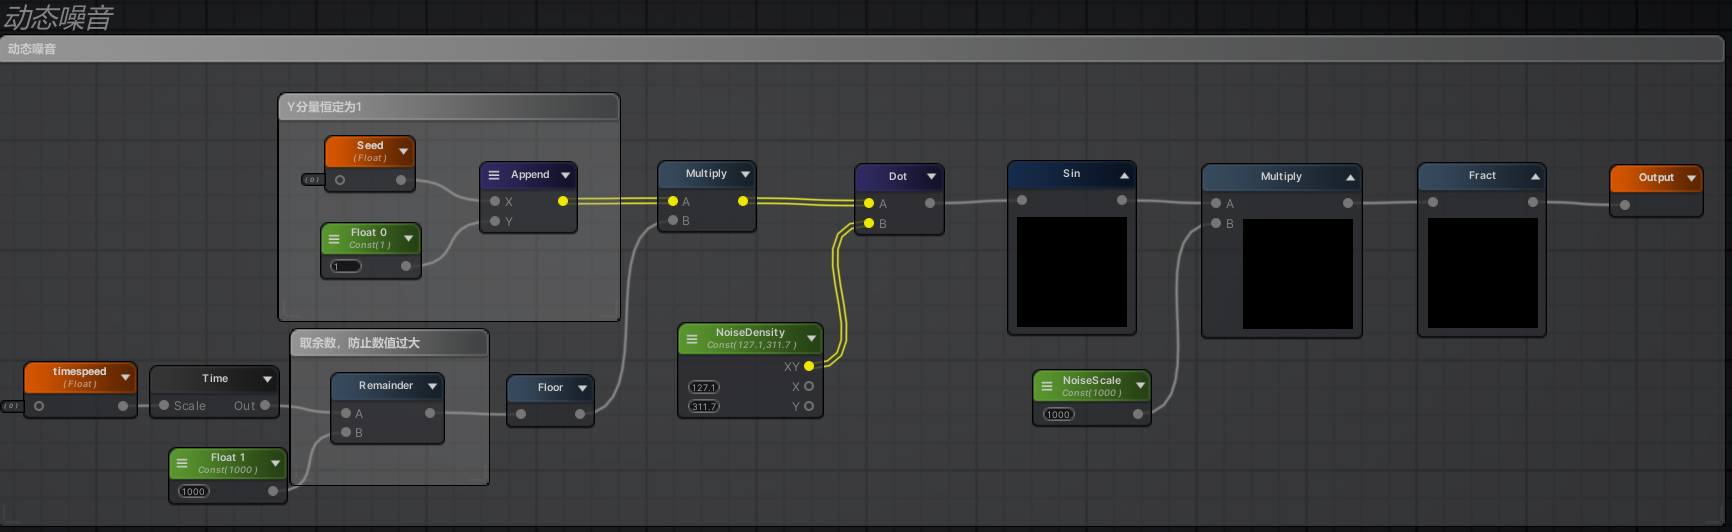 动态噪音
动态噪音
Y分量恒定为1
Seed
(Float)
(0)
Float 0
Const(1)
1
Append
X
Y
Multiply
A
B
Dot
A
B
Sin
Multiply
A
B
Fract
Output
取余数，防止数值过大
timespeed
(Float)
(0)
Time
Scale
Out
Remainder
A
B
Floor
Float 1
Const(1000)
1000
NoiseDensity
Const(127.1,311.7)
XY
127.1
X
311.7
Y
NoiseScale
Const(1000)
1000